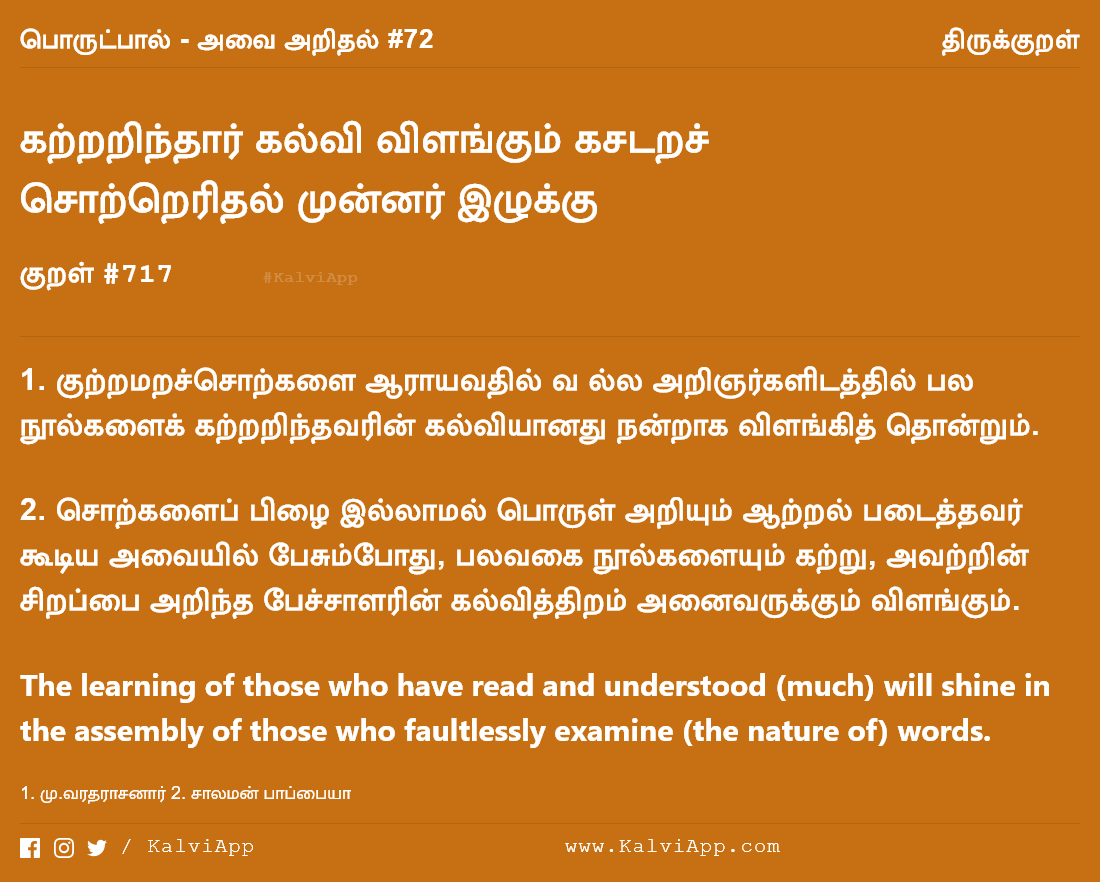 பொருட்பால் - அவை அறிதல் #72
திருக்குறள்
கற்றறிந்தார் கல்வி விளங்கும் கசடறச்
சொற்றெரிதல் முன்னர் இழுக்கு
குறள் #717
#KalviApp
1. குற்றமறச்சொற்களை ஆராயவதில் வ ல்ல அறிஞர்களிடத்தில் பல
நூல்களைக் கற்றறிந்தவரின் கல்வியானது நன்றாக விளங்கித் தொன்றும்.
2. சொற்களைப் பிழை இல்லாமல் பொருள் அறியும் ஆற்றல் படைத்தவர்
கூடிய அவையில் பேசும்போது, பலவகை நூல்களையும் கற்று, அவற்றின்
சிறப்பை அறிந்த பேச்சாளரின் கல்வித்திறம் அனைவருக்கும் விளங்கும்.
The learning of those who have read and understood (much) will shine in
the assembly of those who faultlessly examine (the nature of) words.
1. மு.வரதராசனார் 2. சாலமன் பாப்பையா
/ KalviApp
www.KalviApp.com